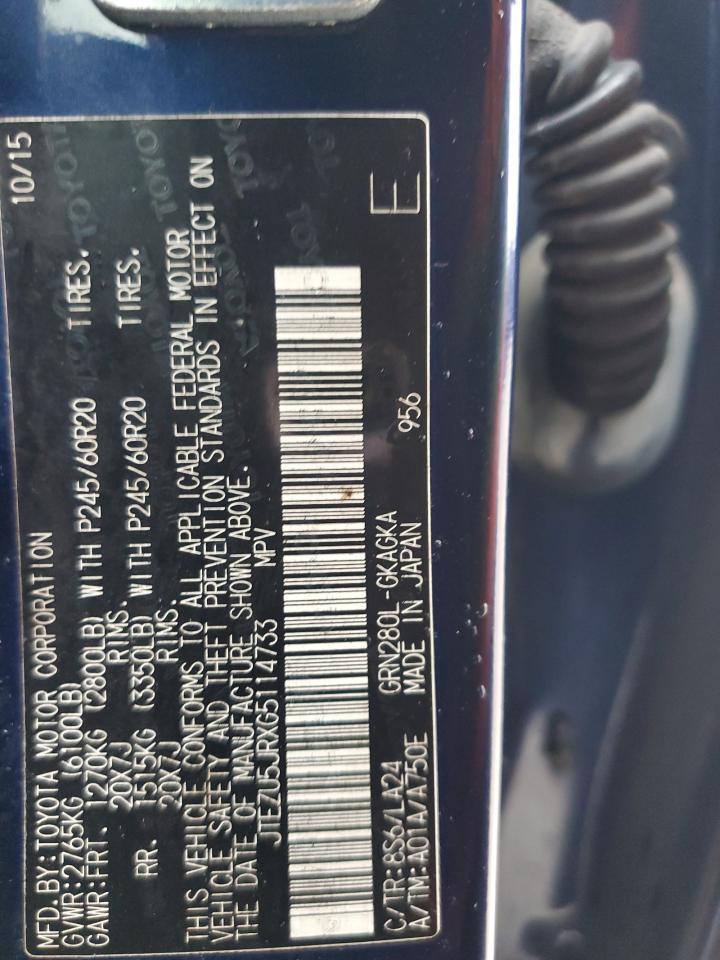 MFD. BY: TOYOTA MOTOR CORPORATION 10/15
GVWR: 2765KG (6100LB)
GAWR: FRT. 1270KG (2800LB) WITH P245/60R20 TIRES.
20X7J RIMS.
RR. 1515KG (3350LB) WITH P245/60R20 TIRES.
20X7J RIMS.
THIS VEHICLE CONFORMS TO ALL APPLICABLE FEDERAL MOTOR
VEHICLE SAFETY AND THEFT PREVENTION STANDARDS IN EFFECT ON
THE DATE OF MANUFACTURE SHOWN ABOVE.
JTEZU5JRXG5114733 MPV
C/TR: 8S6/LA24 GRN280L-GKAGKA 956 E
A/TM: A01A/A750E MADE IN JAPAN